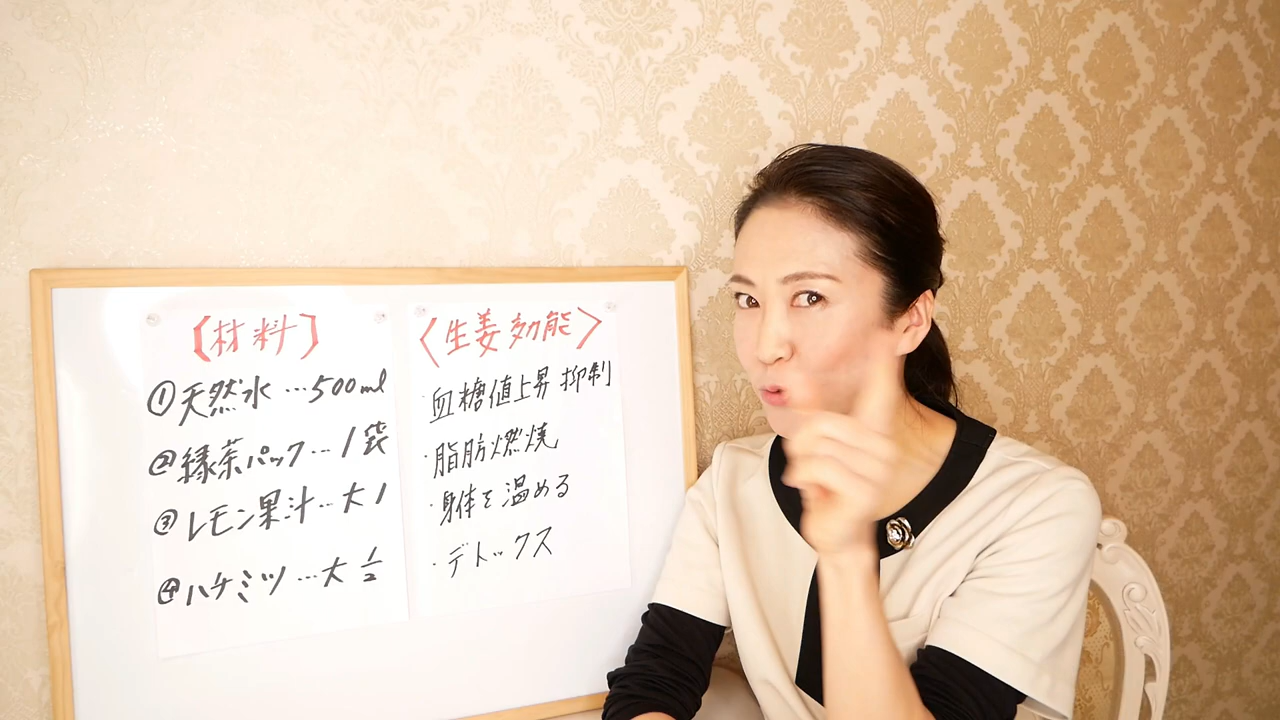 【材料】
①天然水…500ml
②緑茶パック…1袋
③レモン果汁…大1
④ハチミツ…大1/2
〈生姜効能〉
・血糖値上昇抑制
・脂肪燃焼
・身体を温める
・デトックス